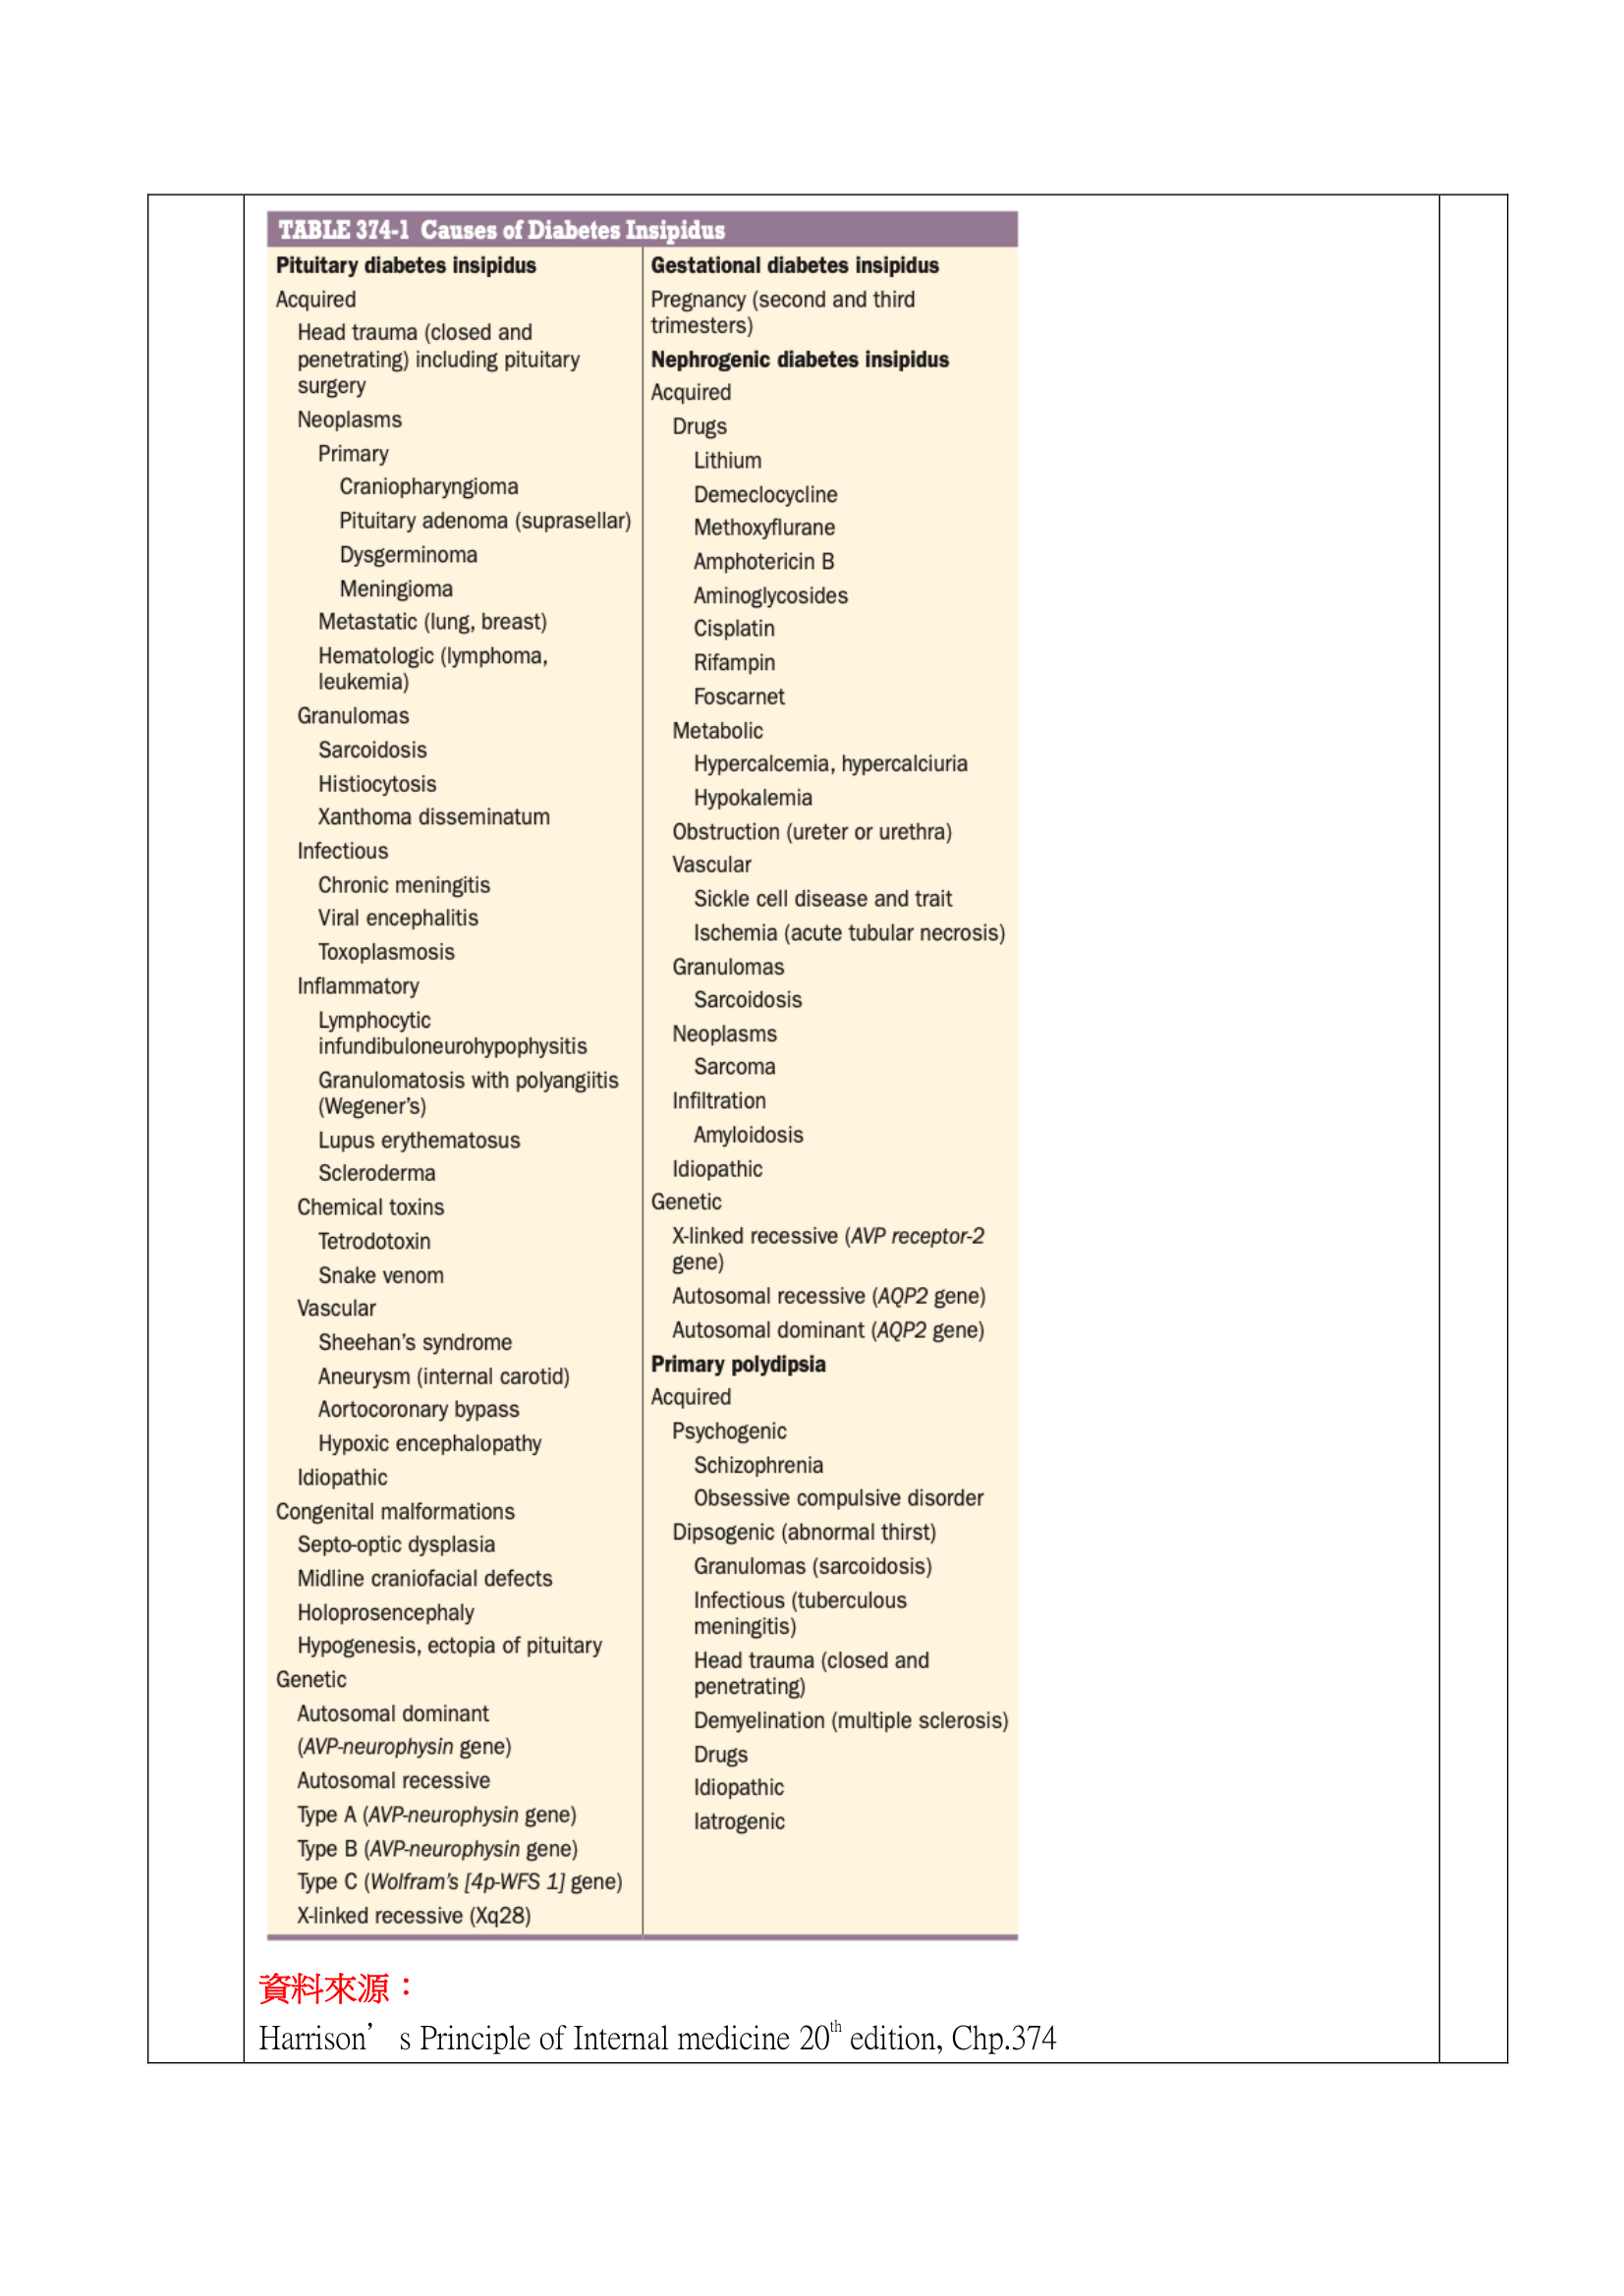 TABLE 374-1 Causes of Diabetes Insipidus
Pituitary diabetes insipidus
Acquired
Head trauma (closed and
penetrating) including pituitary
surgery
Neoplasms
Primary
Craniopharyngioma
Pituitary adenoma (suprasellar)
Dysgerminoma
Meningioma
Metastatic (lung, breast)
Hematologic (lymphoma,
leukemia)
Granulomas
Sarcoidosis
Histiocytosis
Xanthoma disseminatum
Infectious
Chronic meningitis
Viral encephalitis
Toxoplasmosis
Inflammatory
Lymphocytic
infundibuloneurohypophysitis
Granulomatosis with polyangiitis
(Wegener's)
Lupus erythematosus
Scleroderma
Chemical toxins
Tetrodotoxin
Snake venom
Vascular
Sheehan's syndrome
Aneurysm (internal carotid)
Aortocoronary bypass
Hypoxic encephalopathy
Idiopathic
Congenital malformations
Septo-optic dysplasia
Midline craniofacial defects
Holoprosencephaly
Hypogenesis, ectopia of pituitary
Genetic
Autosomal dominant
(AVP-neurophysin gene)
Autosomal recessive
Type A (AVP-neurophysin gene)
Type B (AVP-neurophysin gene)
Type C (Wolfram's [4p-WFS 1] gene)
X-linked recessive (Xq28)
Gestational diabetes insipidus
Pregnancy (second and third
trimesters)
Nephrogenic diabetes insipidus
Acquired
Drugs
Lithium
Demeclocycline
Methoxyflurane
Amphotericin B
Aminoglycosides
Cisplatin
Rifampin
Foscarnet
Metabolic
Hypercalcemia, hypercalciuria
Hypokalemia
Obstruction (ureter or urethra)
Vascular
Sickle cell disease and trait
Ischemia (acute tubular necrosis)
Granulomas
Sarcoidosis
Neoplasms
Sarcoma
Infiltration
Amyloidosis
Idiopathic
Genetic
X-linked recessive (AVP receptor-2
gene)
Autosomal recessive (AQP2 gene)
Autosomal dominant (AQP2 gene)
Primary polydipsia
Acquired
Psychogenic
Schizophrenia
Obsessive compulsive disorder
Dipsogenic (abnormal thirst)
Granulomas (sarcoidosis)
Infectious (tuberculous
meningitis)
Head trauma (closed and
penetrating)
Demyelination (multiple sclerosis)
Drugs
Idiopathic
Iatrogenic
資料來源：
Harrison’s Principle of Internal medicine 20th edition, Chp.374